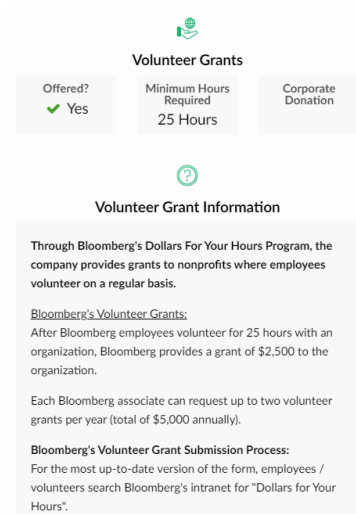 Volunteer Grants
Offered?
Yes
Minimum Hours
Required
25 Hours
Corporate
Donation
Volunteer Grant Information
Through Bloomberg's Dollars For Your Hours Program, the
company provides grants to nonprofits where employees
volunteer on a regular basis.
Bloomberg's Volunteer Grants:
After Bloomberg employees volunteer for 25 hours with an
organization, Bloomberg provides a grant of $2,500 to the
organization.
Each Bloomberg associate can request up to two volunteer
grants per year (total of $5,000 annually).
Bloomberg's Volunteer Grant Submission Process:
For the most up-to-date version of the form, employees /
volunteers search Bloomberg's intranet for "Dollars for Your
Hours".